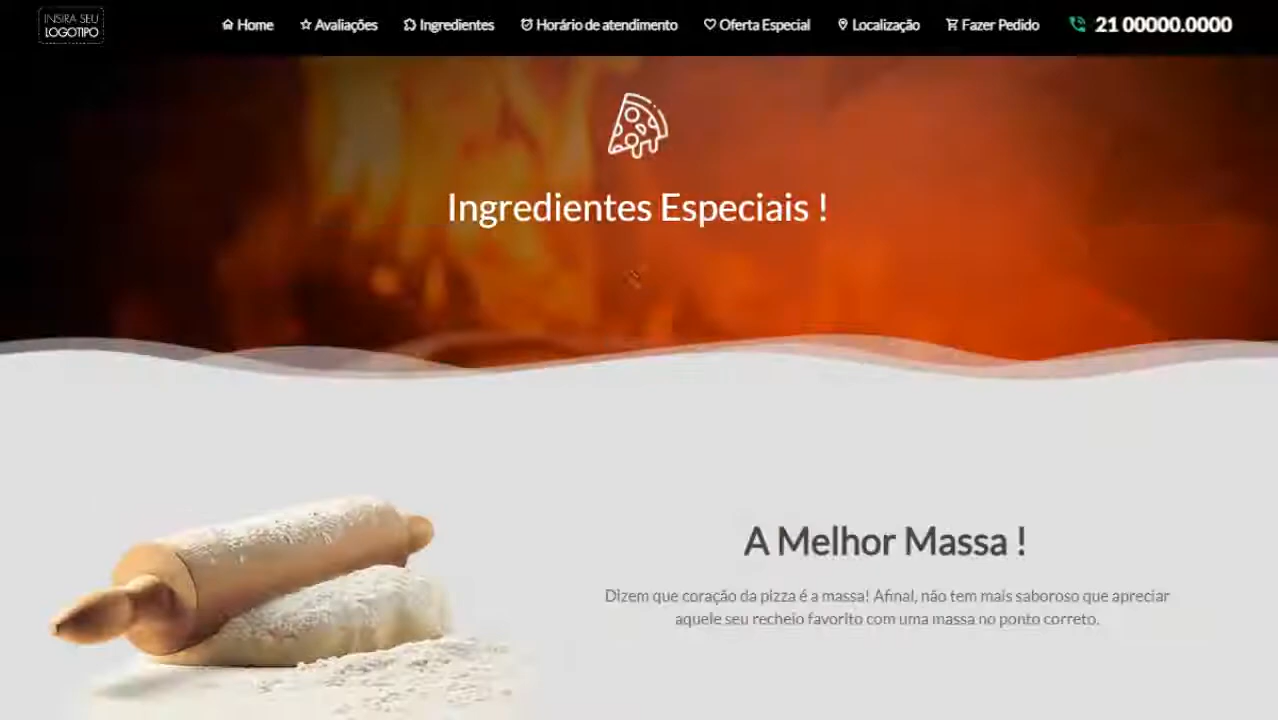 INSIRA SEU
LOGOTIPO
Home Avaliações Ingredientes Horário de atendimento Oferta Especial Localização Fazer Pedido 21 00000.0000
Ingredientes Especiais !
A Melhor Massa !
Dizem que coração da pizza é a massa! Afinal, não tem mais saboroso que apreciar
aquele seu recheio favorito com uma massa no ponto correto.